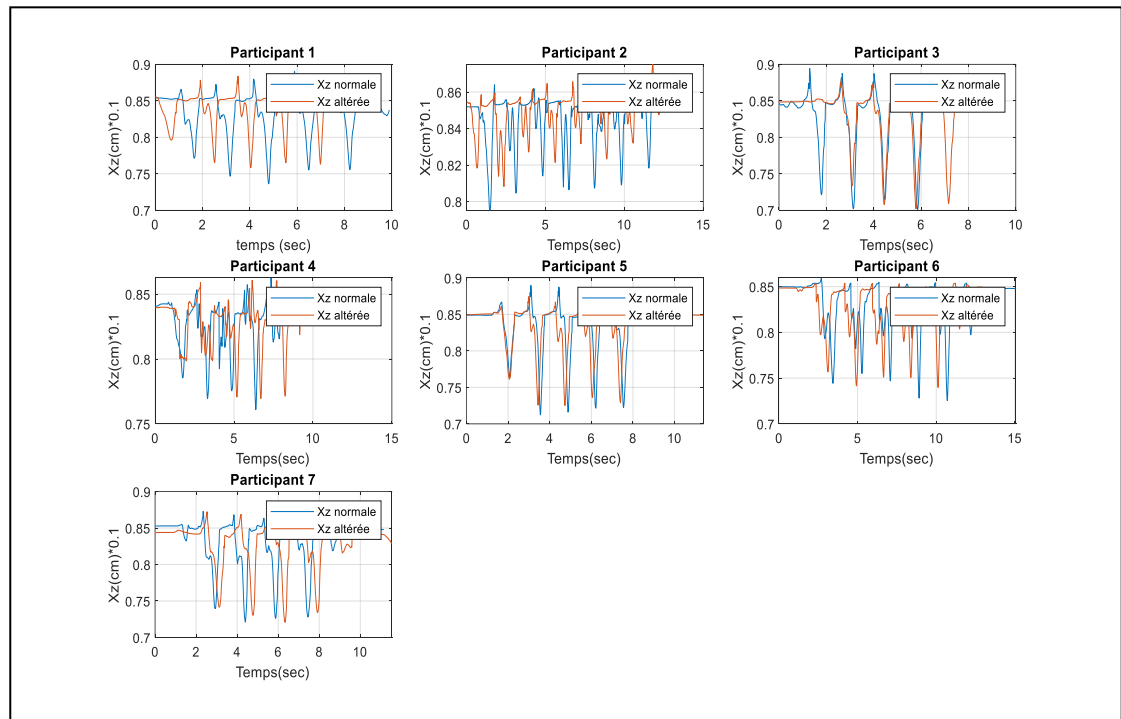 Participant 1
Xz(cm)*0.1
0.9
0.85
0.8
0.75
0.7
0 2 4 6 8 10
temps (sec)
Xz normale
Xz altérée
Participant 2
Xz(cm)*0.1
0.86
0.84
0.82
0.8
0 5 10 15
Temps(sec)
Xz normale
Xz altérée
Participant 3
Xz(cm)*0.1
0.9
0.85
0.8
0.75
0.7
0 2 4 6 8 10
Temps(sec)
Xz normale
Xz altérée
Participant 4
Xz(cm)*0.1
0.85
0.8
0.75
0 5 10 15
Temps(sec)
Xz normale
Xz altérée
Participant 5
Xz(cm)*0.1
0.9
0.85
0.8
0.75
0.7
0 2 4 6 8 10
Temps(sec)
Xz normale
Xz altérée
Participant 6
Xz(cm)*0.1
0.85
0.8
0.75
0.7
0 5 10 15
Temps(sec)
Xz normale
Xz altérée
Participant 7
Xz(cm)*0.1
0.9
0.85
0.8
0.75
0.7
0 2 4 6 8 10
Temps(sec)
Xz normale
Xz altérée